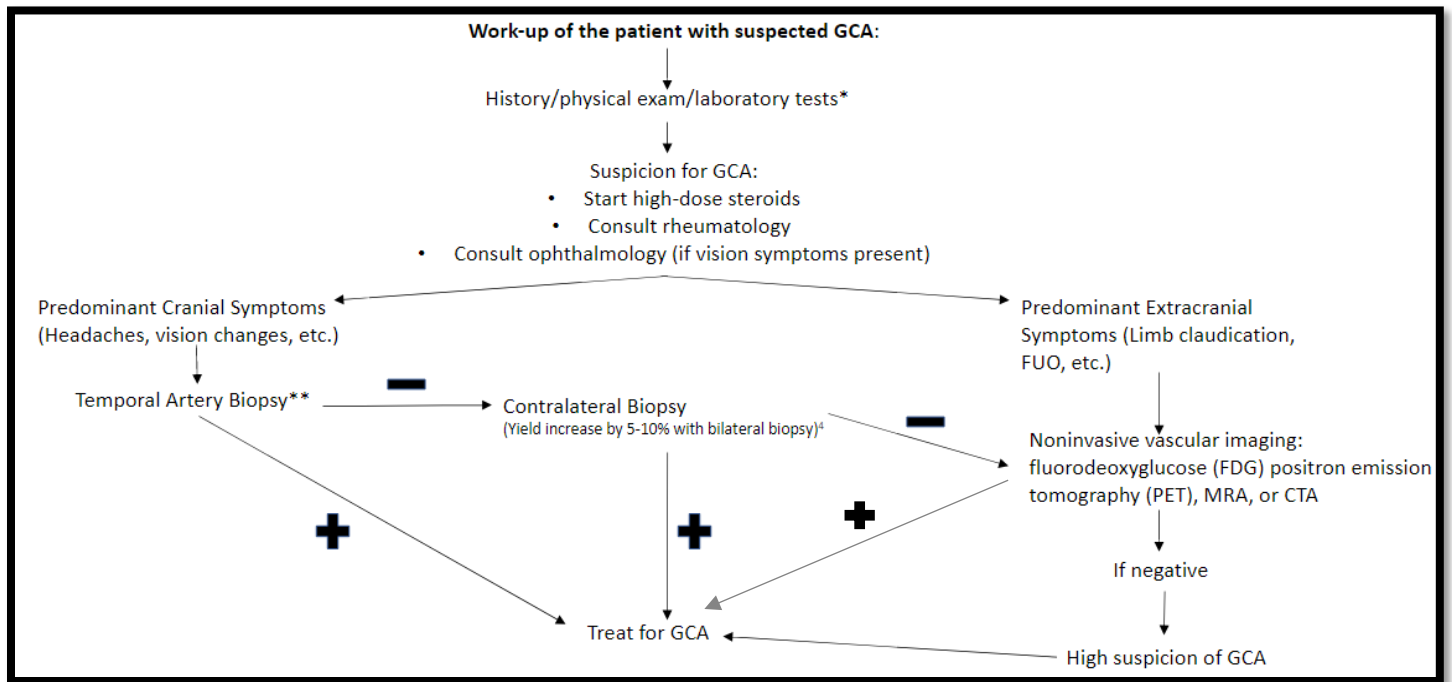 Work-up of the patient with suspected GCA:
History/physical exam/laboratory tests*
Suspicion for GCA:
• Start high-dose steroids
• Consult rheumatology
• Consult ophthalmology (if vision symptoms present)
Predominant Cranial Symptoms
(Headaches, vision changes, etc.)
Predominant Extracranial
Symptoms (Limb claudication,
FUO, etc.)
Temporal Artery Biopsy**
Contralateral Biopsy
(Yield increase by 5-10% with bilateral biopsy)⁴
Noninvasive vascular imaging:
fluorodeoxyglucose (FDG) positron emission
tomography (PET), MRA, or CTA
If negative
Treat for GCA
High suspicion of GCA